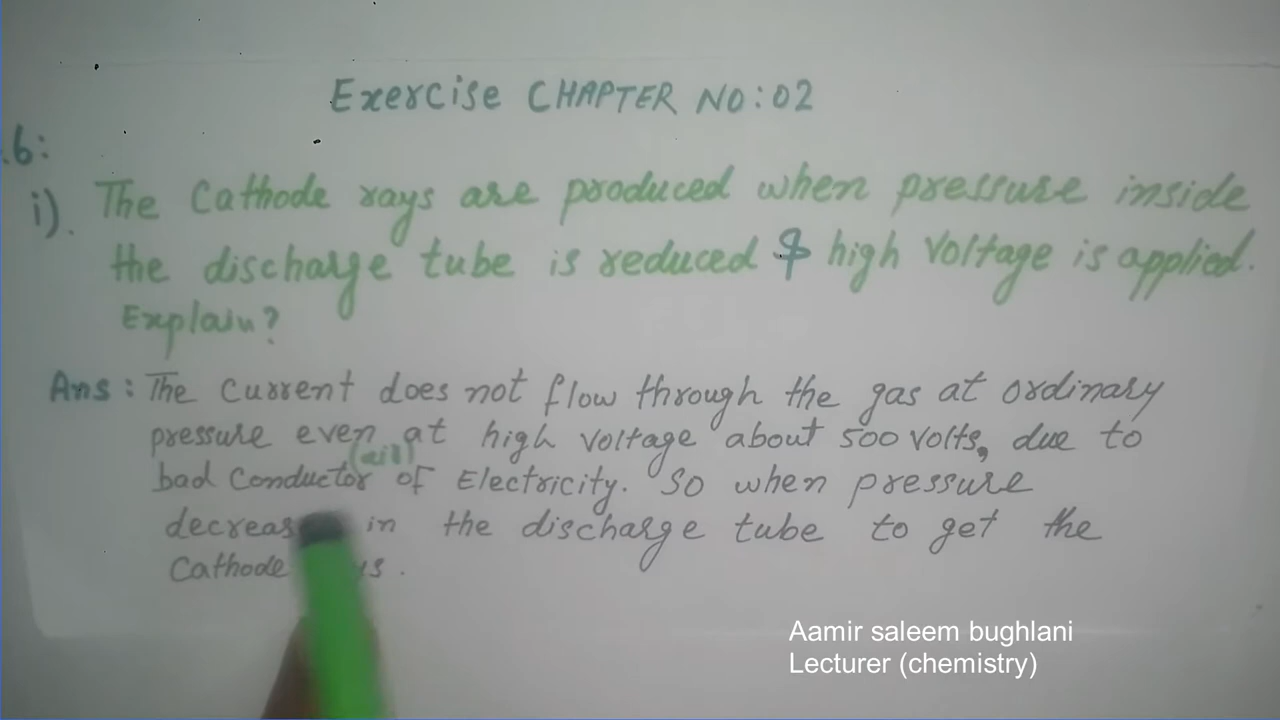 Exercise CHAPTER NO:02
.6:
i). The Cathode rays are produced when pressure inside
the discharge tube is reduced & high Voltage is applied.
Explain?
Ans: The Current does not flow through the gas at ordinary
pressure even at high Voltage about 500 Volts, due to
(air)
bad Conductor of Electricity. So when pressure
in the discharge tube to get the
Cathode
Aamir saleem bughlani
Lecturer (chemistry)